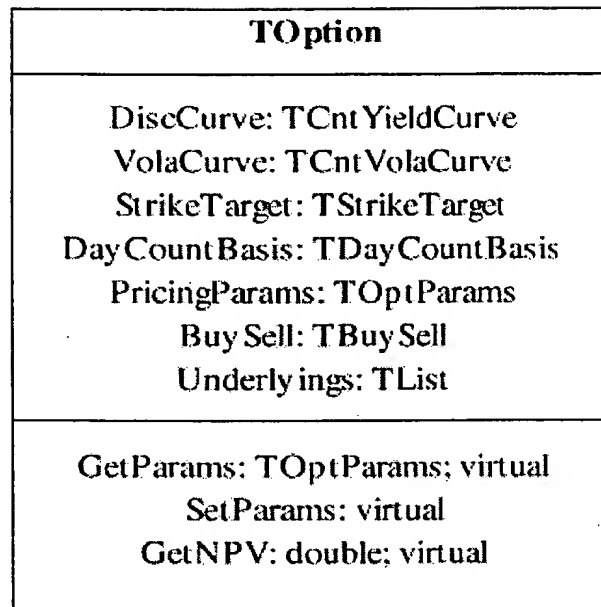 TOption
DiscCurve: TCntYieldCurve
VolaCurve: TCntVolaCurve
StrikeTarget: TStrikeTarget
DayCountBasis: TDayCountBasis
PricingParams: TOptParams
BuySell: TBuySell
Underlyings: TList
GetParams: TOptParams; virtual
SetParams: virtual
GetNPV: double; virtual